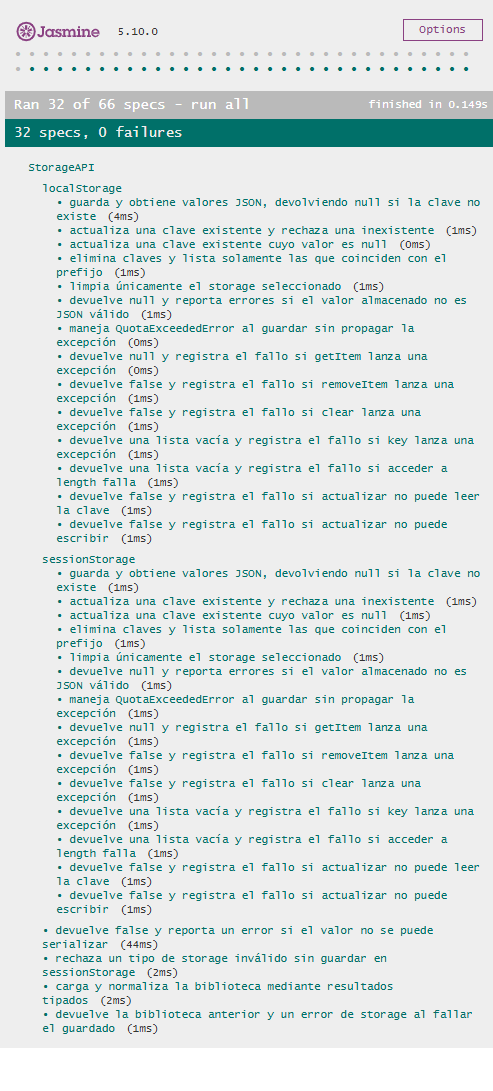 Jasmine 5.10.0 Options
Ran 32 of 66 specs - run all finished in 0.149s
32 specs, 0 failures
StorageAPI
localStorage
• guarda y obtiene valores JSON, devolviendo null si la clave no
existe (4ms)
• actualiza una clave existente y rechaza una inexistente (1ms)
• actualiza una clave existente cuyo valor es null (0ms)
• elimina claves y lista solamente las que coinciden con el
prefijo (1ms)
• limpia únicamente el storage seleccionado (1ms)
• devuelve null y reporta errores si el valor almacenado no es
JSON válido (1ms)
• maneja QuotaExceededError al guardar sin propagar la
excepción (0ms)
• devuelve null y registra el fallo si getItem lanza una
excepción (0ms)
• devuelve false y registra el fallo si removeItem lanza una
excepción (1ms)
• devuelve false y registra el fallo si clear lanza una
excepción (1ms)
• devuelve una lista vacía y registra el fallo si key lanza una
excepción (1ms)
• devuelve una lista vacía y registra el fallo si acceder a
length falla (1ms)
• devuelve false y registra el fallo si actualizar no puede leer
la clave (1ms)
• devuelve false y registra el fallo si actualizar no puede
escribir (1ms)
sessionStorage
• guarda y obtiene valores JSON, devolviendo null si la clave no
existe (1ms)
• actualiza una clave existente y rechaza una inexistente (1ms)
• actualiza una clave existente cuyo valor es null (1ms)
• elimina claves y lista solamente las que coinciden con el
prefijo (1ms)
• limpia únicamente el storage seleccionado (1ms)
• devuelve null y reporta errores si el valor almacenado no es
JSON válido (1ms)
• maneja QuotaExceededError al guardar sin propagar la
excepción (1ms)
• devuelve null y registra el fallo si getItem lanza una
excepción (1ms)
• devuelve false y registra el fallo si removeItem lanza una
excepción (1ms)
• devuelve false y registra el fallo si clear lanza una
excepción (1ms)
• devuelve una lista vacía y registra el fallo si key lanza una
excepción (1ms)
• devuelve una lista vacía y registra el fallo si acceder a
length falla (1ms)
• devuelve false y registra el fallo si actualizar no puede leer
la clave (1ms)
• devuelve false y registra el fallo si actualizar no puede
escribir (1ms)
• devuelve false y reporta un error si el valor no se puede
serializar (44ms)
• rechaza un tipo de storage inválido sin guardar en
sessionStorage (2ms)
• carga y normaliza la biblioteca mediante resultados
tipados (2ms)
• devuelve la biblioteca anterior y un error de storage al fallar
el guardado (1ms)